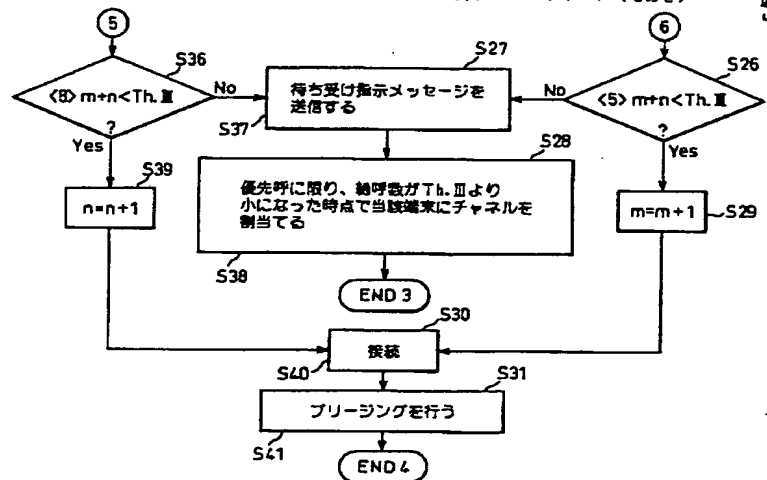 5
6
S36
S27
S26
<8> m+n<Th.Ⅲ
?
No
待ち受け指示メッセージを
送信する
No
<5> m+n<Th.Ⅲ
?
S37
Yes
Yes
S39
n=n+1
S28
優先呼に限り、総呼数がTh.Ⅲより
小になった時点で当該端末にチャネルを
割当てる
m=m+1
S29
S38
END 3
S30
接続
S40
S31
ブリージングを行う
S41
END 4